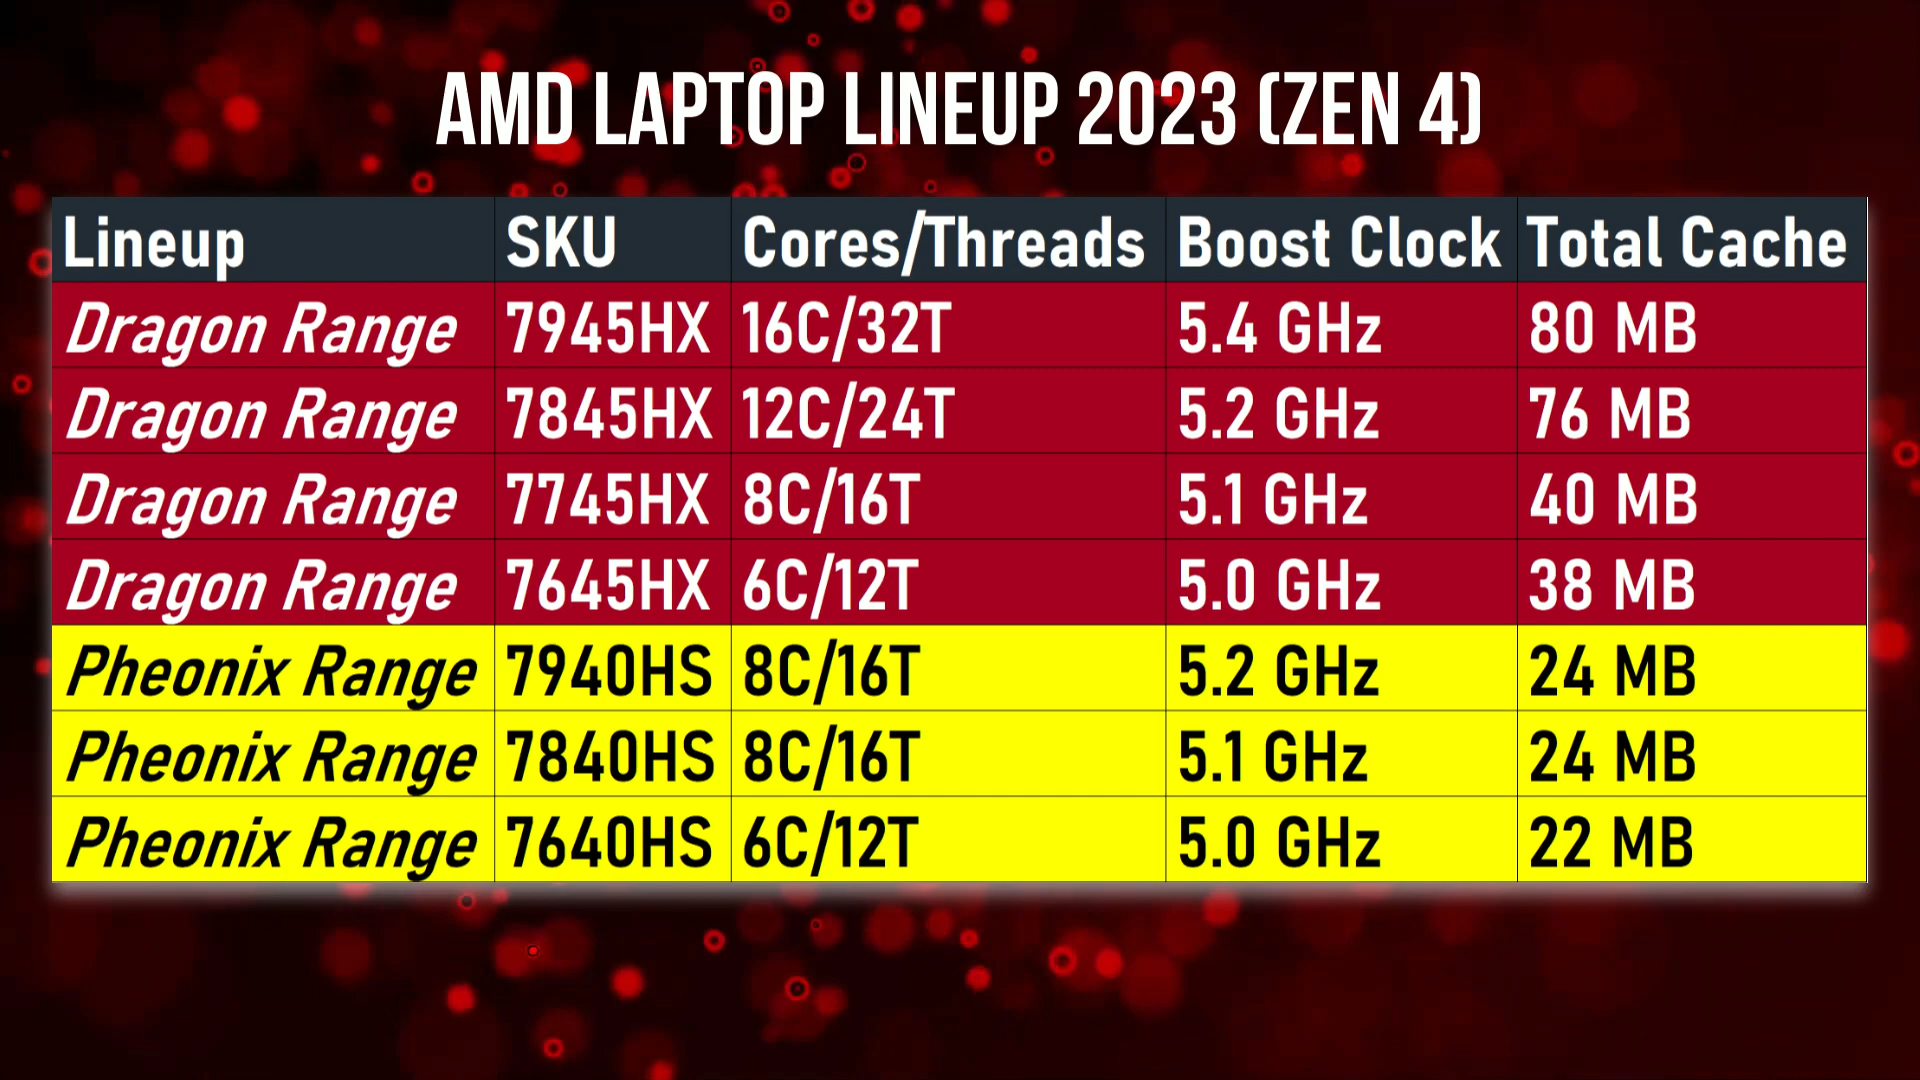 AMD LAPTOP LINEUP 2023 (ZEN 4)
Lineup SKU Cores/Threads Boost Clock Total Cache
Dragon Range 7945HX 16C/32T 5.4 GHz 80 MB
Dragon Range 7845HX 12C/24T 5.2 GHz 76 MB
Dragon Range 7745HX 8C/16T 5.1 GHz 40 MB
Dragon Range 7645HX 6C/12T 5.0 GHz 38 MB
Pheonix Range 7940HS 8C/16T 5.2 GHz 24 MB
Pheonix Range 7840HS 8C/16T 5.1 GHz 24 MB
Pheonix Range 7640HS 6C/12T 5.0 GHz 22 MB